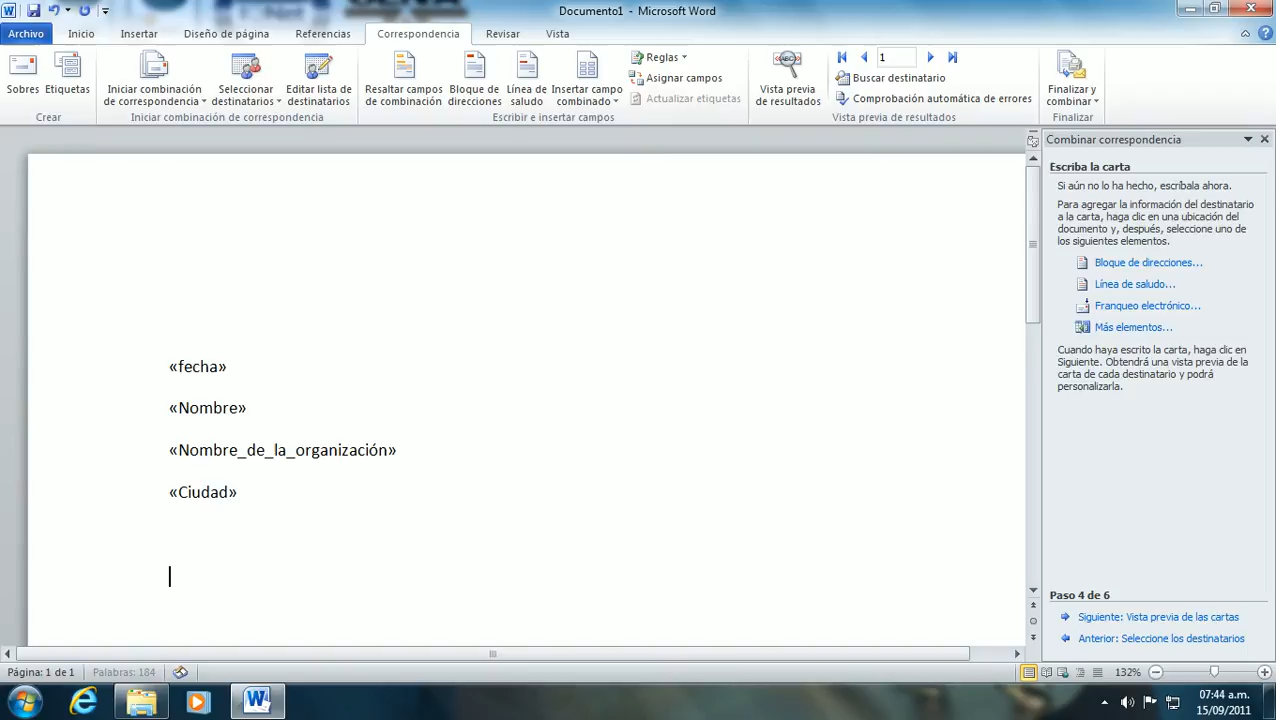 Documento1 - Microsoft Word
Archivo Inicio Insertar Diseño de página Referencias Correspondencia Revisar Vista
Sobres
Etiquetas
Crear
Iniciar combinación
de correspondencia
Seleccionar
destinatarios
Editar lista de
destinatarios
Iniciar combinación de correspondencia
Resaltar campos
de combinación
Bloque de
direcciones
Línea de
saludo
Insertar campo
combinado
Reglas
Asignar campos
Actualizar etiquetas
Escribir e insertar campos
Vista previa
de resultados
1
Buscar destinatario
Comprobación automática de errores
Vista previa de resultados
Finalizar y
combinar
Finalizar
«fecha»
«Nombre»
«Nombre_de_la_organización»
«Ciudad»
Combinar correspondencia
Escriba la carta
Si aún no lo ha hecho, escríbala ahora.
Para agregar la información del destinatario
a la carta, haga clic en una ubicación del
documento y, después, seleccione uno de
los siguientes elementos.
Bloque de direcciones...
Línea de saludo...
Franqueo electrónico...
Más elementos...
Cuando haya escrito la carta, haga clic en
Siguiente. Obtendrá una vista previa de la
carta de cada destinatario y podrá
personalizarla.
Paso 4 de 6
Siguiente: Vista previa de las cartas
Anterior: Seleccione los destinatarios
Página: 1 de 1
Palabras: 184
132%
07:44 a.m.
15/09/2011